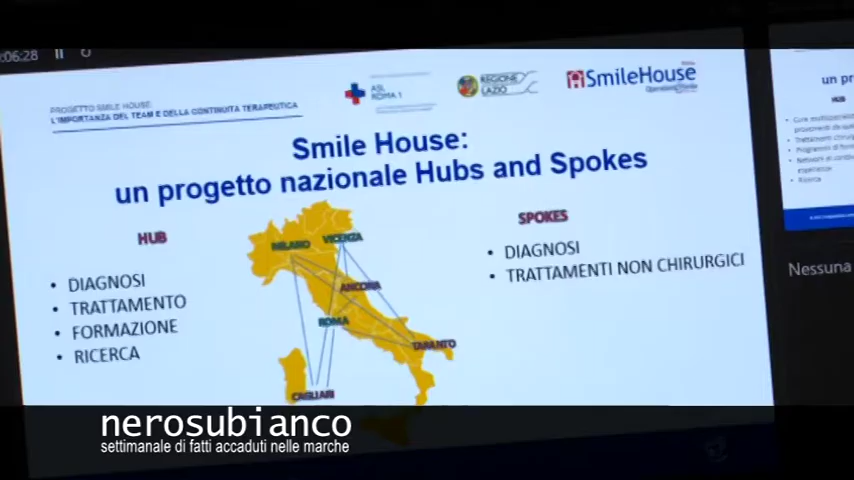 :06:28
PROGETTO SMILE HOUSE
L'IMPORTANZA DEL TEAM E DELLA CONTINUITÀ TERAPEUTICA
ASL
ROMA 1
REGIONE
LAZIO
SmileHouse
Smile House:
un progetto nazionale Hubs and Spokes
HUB
DIAGNOSI
TRATTAMENTO
FORMAZIONE
RICERCA
MILANO
VICENZA
ANCONA
ROMA
TARANTO
CAGLIARI
SPOKES
DIAGNOSI
TRATTAMENTI NON CHIRURGICI
un pr
HUB
Ricerca
Nessuna
nerosubianco
settimanale di fatti accaduti nelle marche